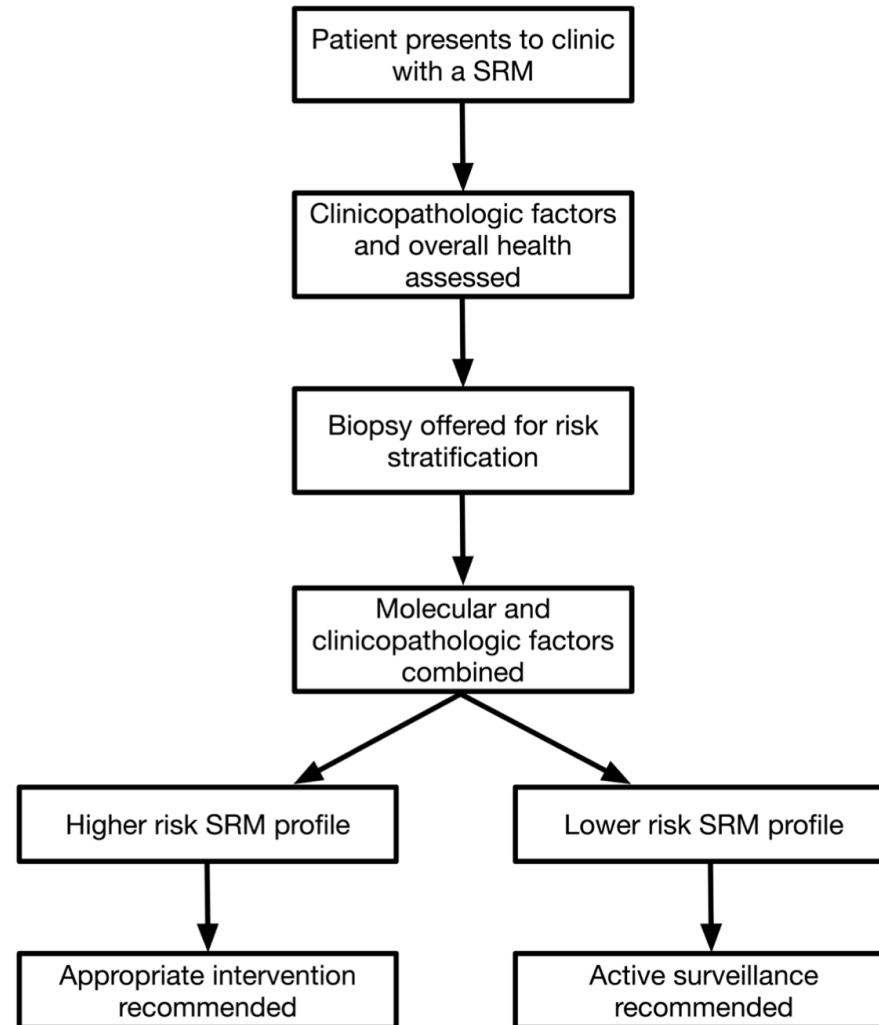 Patient presents to clinic
with a SRM
Clinicopathologic factors
and overall health
assessed
Biopsy offered for risk
stratification
Molecular and
clinicopathologic factors
combined
Higher risk SRM profile
Lower risk SRM profile
Appropriate intervention
recommended
Active surveillance
recommended